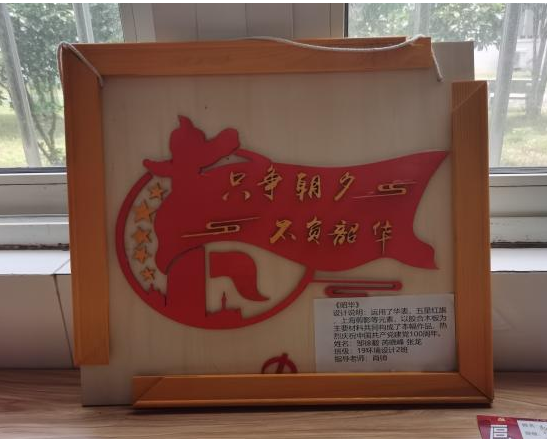 只争朝夕
不负韶华
《韶华》
设计说明：运用了华表、五星红旗
、上海剪影等元素，以胶合木板为
主要材料共同构成了本幅作品，热
烈庆祝中国共产党建党100周年。
班级：19环境设计2班
指导老师：肖帅